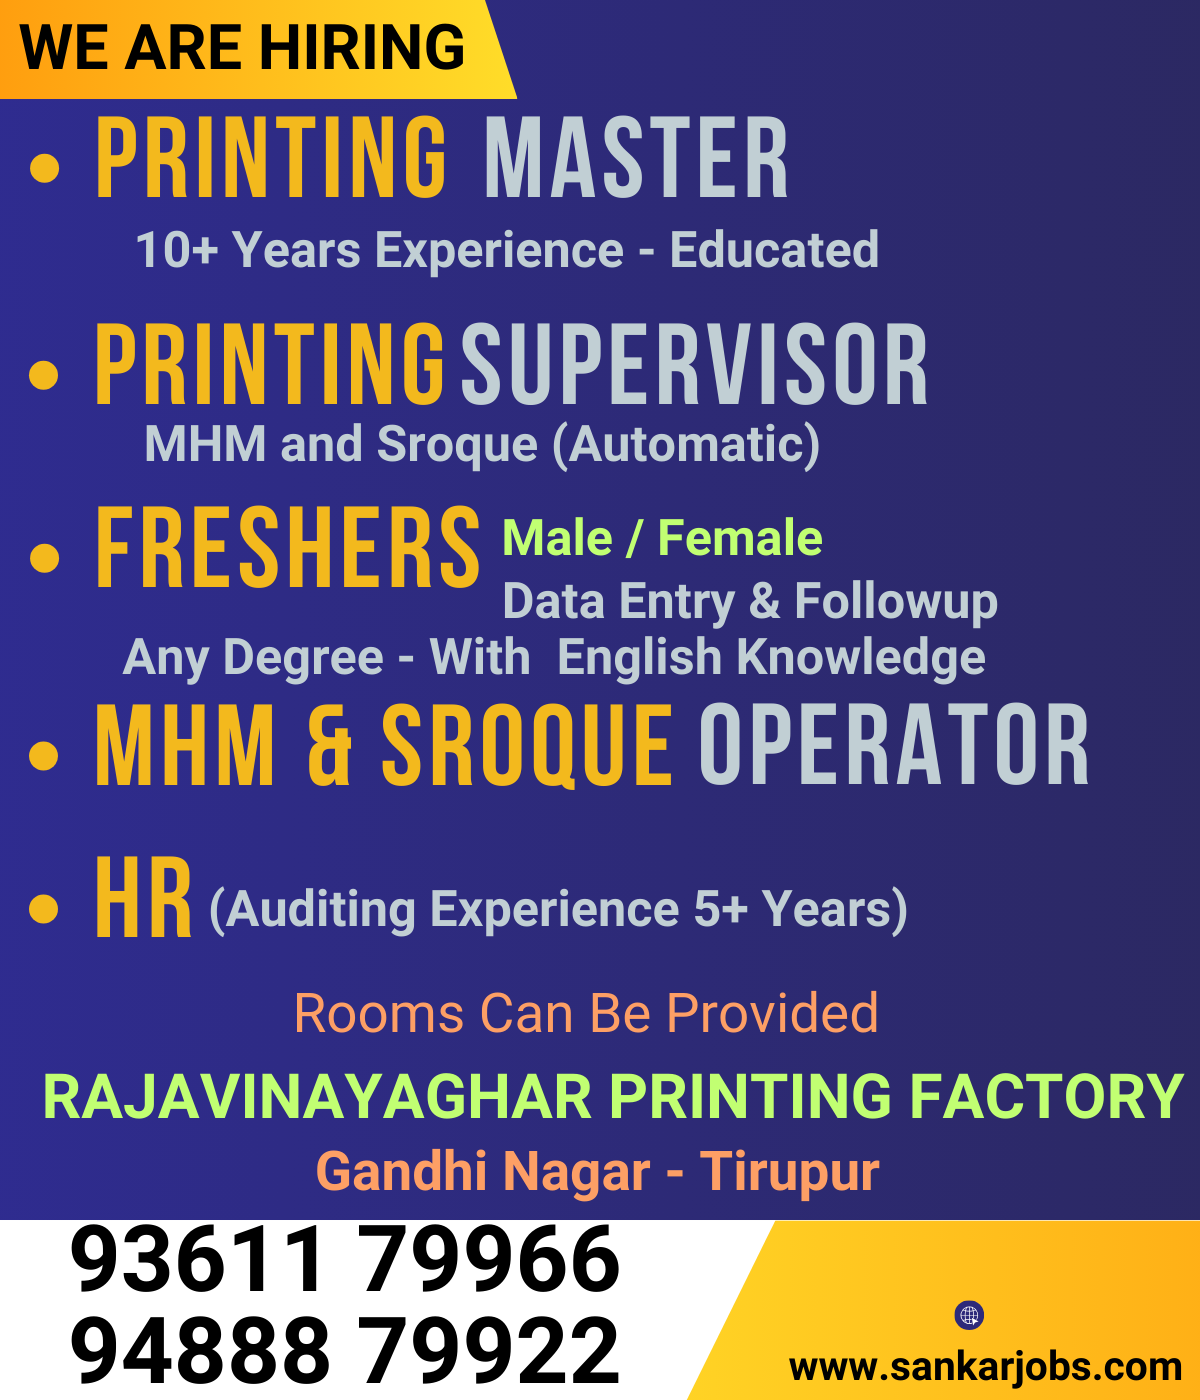 WE ARE HIRING
PRINTING MASTER
10+ Years Experience - Educated
PRINTING SUPERVISOR
MHM and Sroque (Automatic)
FRESHERS Male / Female
Data Entry & Followup
Any Degree - With English Knowledge
MHM & SROQUE OPERATOR
HR (Auditing Experience 5+ Years)
Rooms Can Be Provided
RAJAVINAYAGHAR PRINTING FACTORY
Gandhi Nagar - Tirupur
93611 79966
94888 79922
www.sankarjobs.com